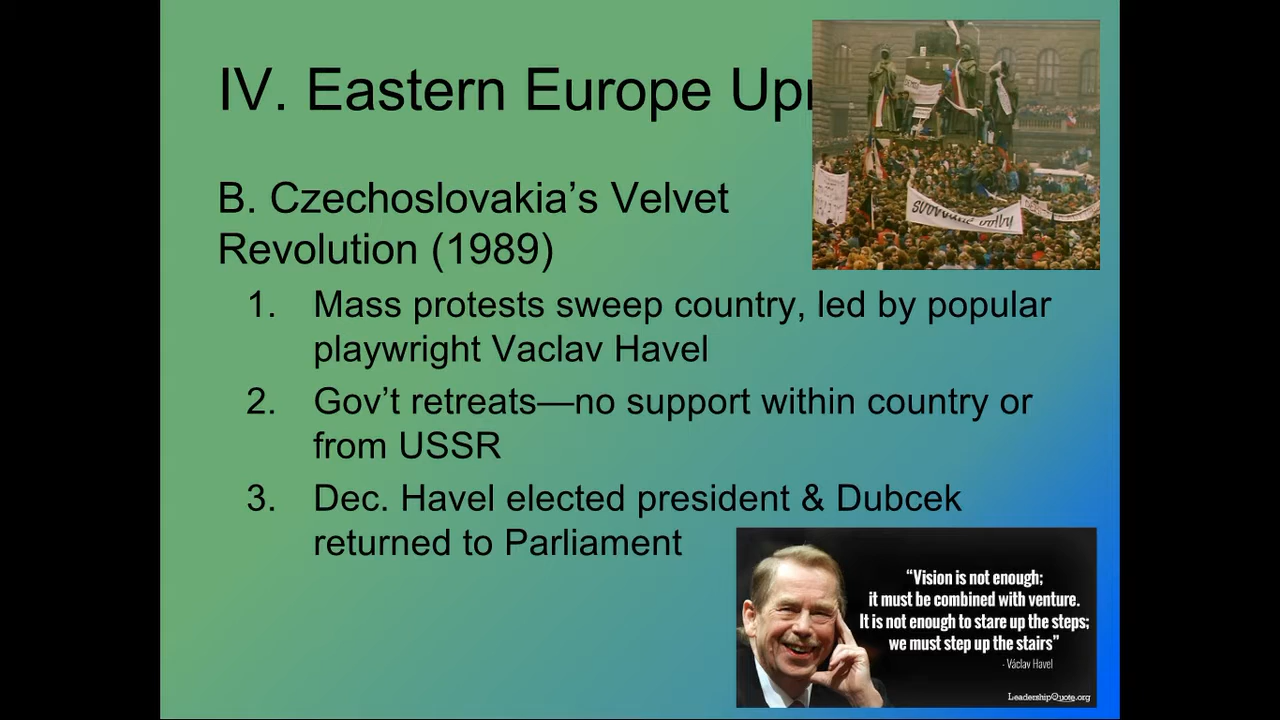 IV. Eastern Europe Upr
B. Czechoslovakia’s Velvet
Revolution (1989)
1. Mass protests sweep country, led by popular
playwright Vaclav Havel
2. Gov’t retreats—no support within country or
from USSR
3. Dec. Havel elected president & Dubcek
returned to Parliament
“Vision is not enough;
it must be combined with venture.
It is not enough to stare up the steps;
we must step up the stairs”
- Václav Havel
LeadershipQuote.org